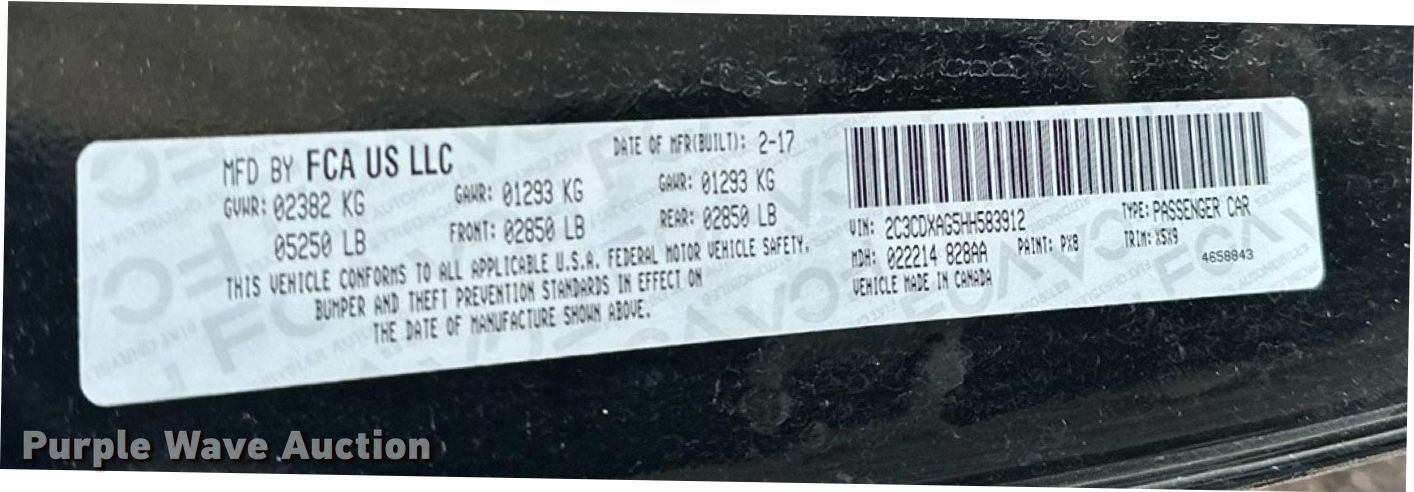 MFD BY FCA US LLC
DATE OF MFR(BUILT): 2-17
GVWR: 02382 KG
GAWR: 01293 KG
GAWR: 01293 KG
05250 LB
FRONT: 02850 LB
REAR: 02850 LB
THIS VEHICLE CONFORMS TO ALL APPLICABLE U.S.A. FEDERAL MOTOR VEHICLE SAFETY,
BUMPER AND THEFT PREVENTION STANDARDS IN EFFECT ON
THE DATE OF MANUFACTURE SHOWN ABOVE.
VIN: 2C3CDXAG5HH583912
TYPE: PASSENGER CAR
MDH: 022214 828AA
PAINT: PX8
TRIM: X5X9
VEHICLE MADE IN CANADA
4658843
Purple Wave Auction